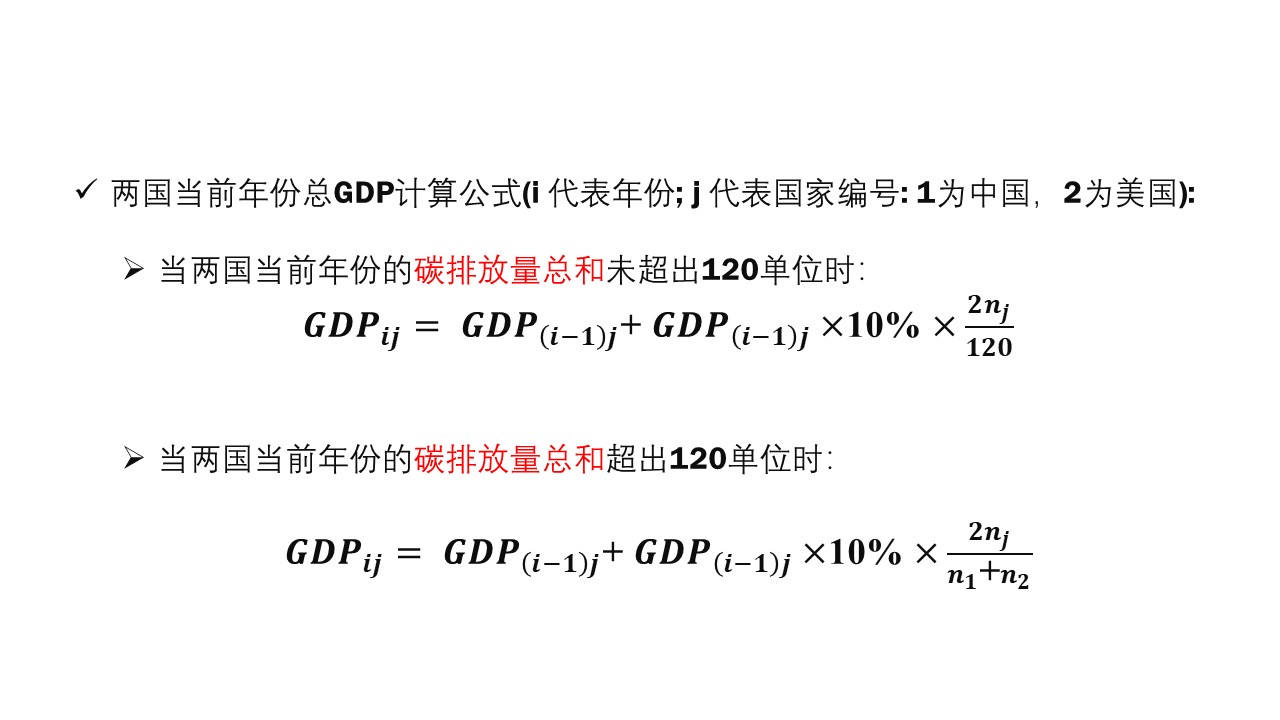 ✓ 两国当前年份总GDP计算公式(i 代表年份; j 代表国家编号: 1为中国，2为美国):
➢ 当两国当前年份的碳排放量总和未超出120单位时：
$GDP_{ij} = GDP_{(i-1)j} + GDP_{(i-1)j} \times 10\% \times \frac{2n_j}{120}$
➢ 当两国当前年份的碳排放量总和超出120单位时：
$GDP_{ij} = GDP_{(i-1)j} + GDP_{(i-1)j} \times 10\% \times \frac{2n_j}{n_1+n_2}$